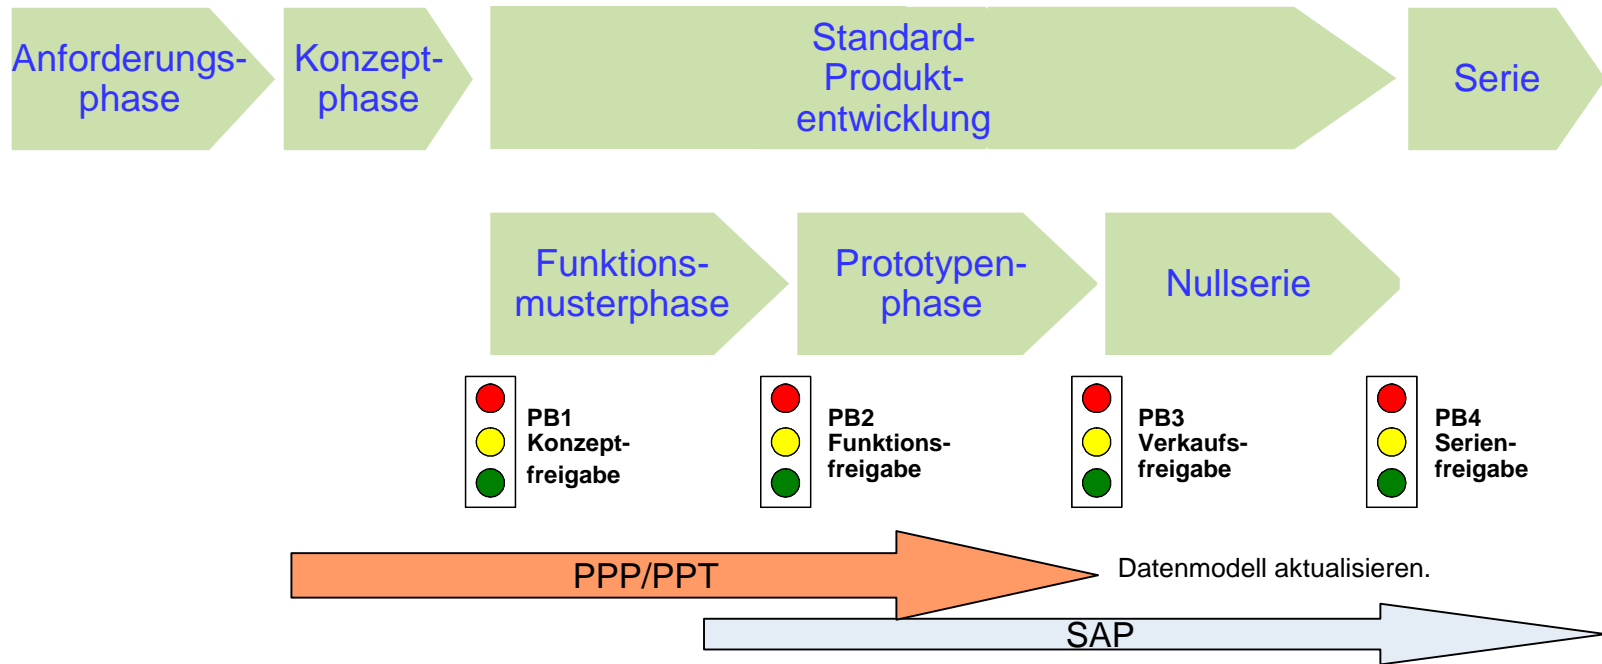 Anforderungs-
phase
Konzept-
phase
Standard-
Produkt-
entwicklung
Serie
Funktions-
musterphase
Prototypen-
phase
Nullserie
PB1
Konzept-
freigabe
PB2
Funktions-
freigabe
PB3
Verkaufs-
freigabe
PB4
Serien-
freigabe
PPP/PPT
Datenmodell aktualisieren.
SAP